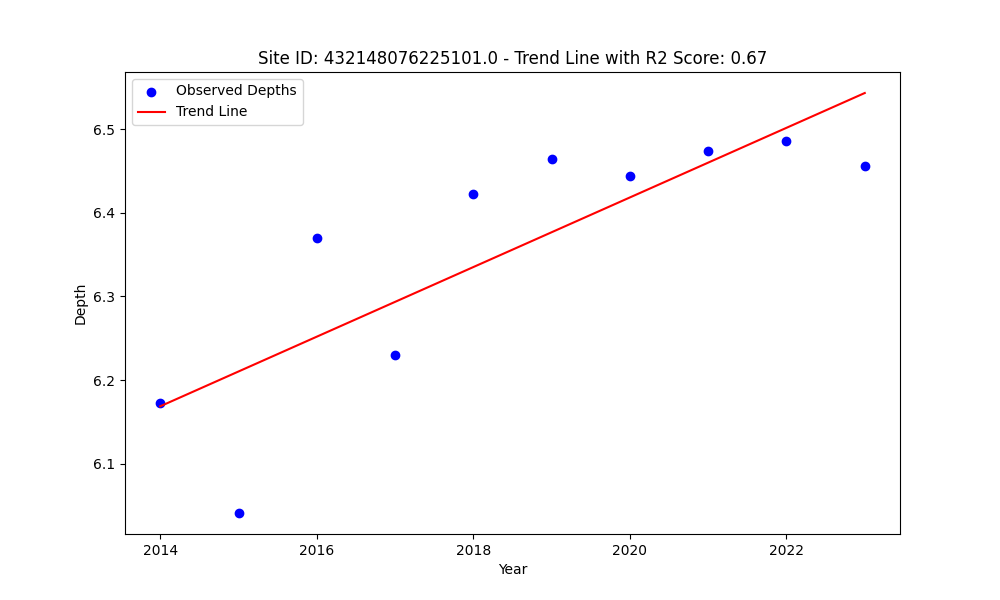 Site ID: 432148076225101.0 - Trend Line with R2 Score: 0.67
Observed Depths
Trend Line
6.5
6.4
6.3
6.2
6.1
Depth
2014
2016
2018
2020
2022
Year